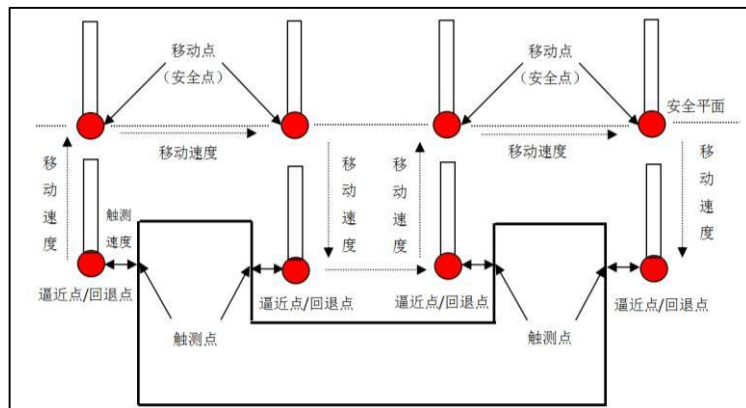 移动点
（安全点）
移动点
（安全点）
安全平面
移动速度
移动速度
移动速度
触测
速度
移动速度
移动速度
移动速度
逼近点/回退点
逼近点/回退点
逼近点/回退点
逼近点/回退点
触测点
触测点